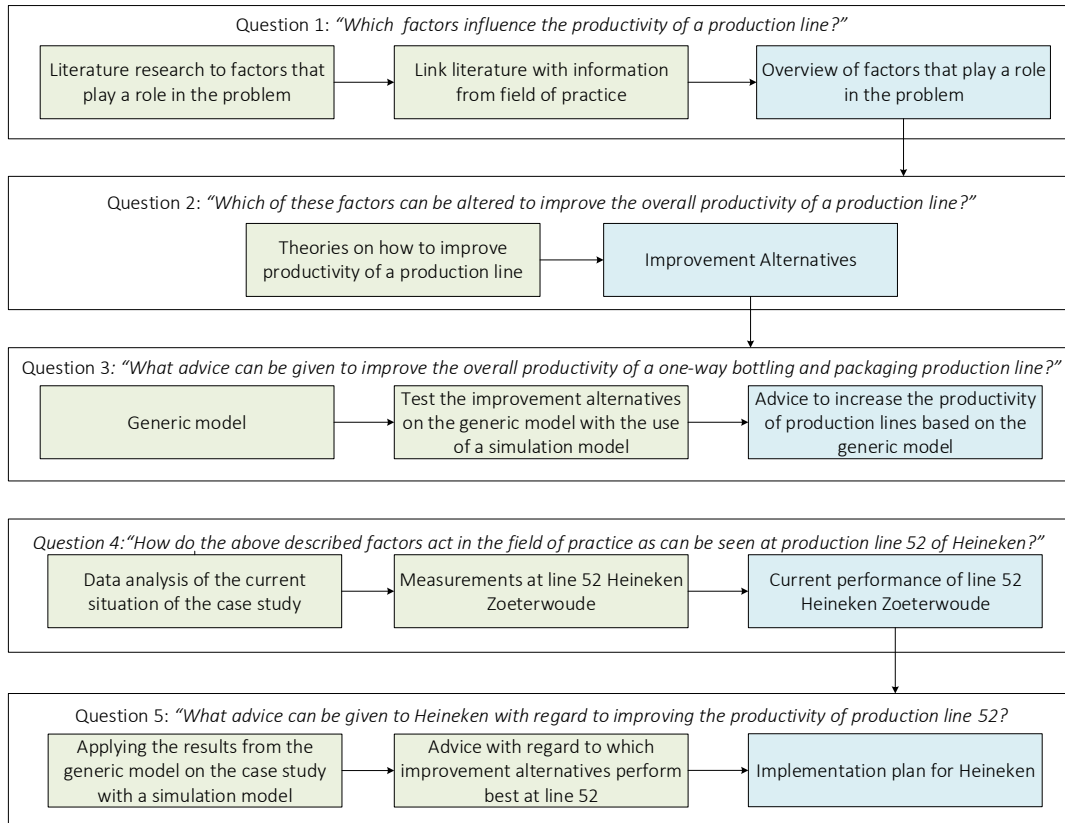 Question 1: “Which factors influence the productivity of a production line?”
Literature research to factors that
play a role in the problem
Link literature with information
from field of practice
Overview of factors that play a role
in the problem
Question 2: “Which of these factors can be altered to improve the overall productivity of a production line?”
Theories on how to improve
productivity of a production line
Improvement Alternatives
Question 3: “What advice can be given to improve the overall productivity of a one-way bottling and packaging production line?”
Generic model
Test the improvement alternatives
on the generic model with the use
of a simulation model
Advice to increase the productivity
of production lines based on the
generic model
Question 4:“How do the above described factors act in the field of practice as can be seen at production line 52 of Heineken?”
Data analysis of the current
situation of the case study
Measurements at line 52 Heineken
Zoeterwoude
Current performance of line 52
Heineken Zoeterwoude
Question 5: “What advice can be given to Heineken with regard to improving the productivity of production line 52?
Applying the results from the
generic model on the case study
with a simulation model
Advice with regard to which
improvement alternatives perform
best at line 52
Implementation plan for Heineken